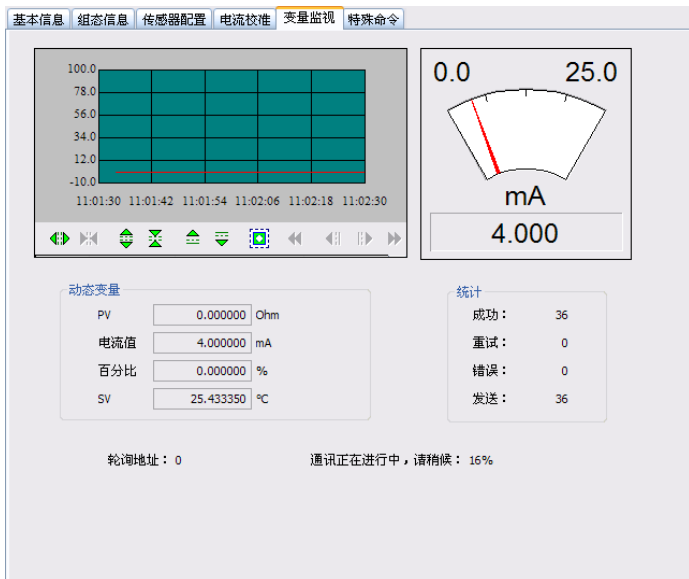 基本信息 组态信息 传感器配置 电流校准 变量监视 特殊命令
100.0
78.0
56.0
34.0
12.0
-10.0
11:01:30 11:01:42 11:01:54 11:02:06 11:02:18 11:02:30
0.0 25.0
mA
4.000
动态变量
PV 0.000000 Ohm
电流值 4.000000 mA
百分比 0.000000 %
SV 25.433350 ℃
统计
成功： 36
重试： 0
错误： 0
发送： 36
轮询地址：0 通讯正在进行中，请稍候：16%